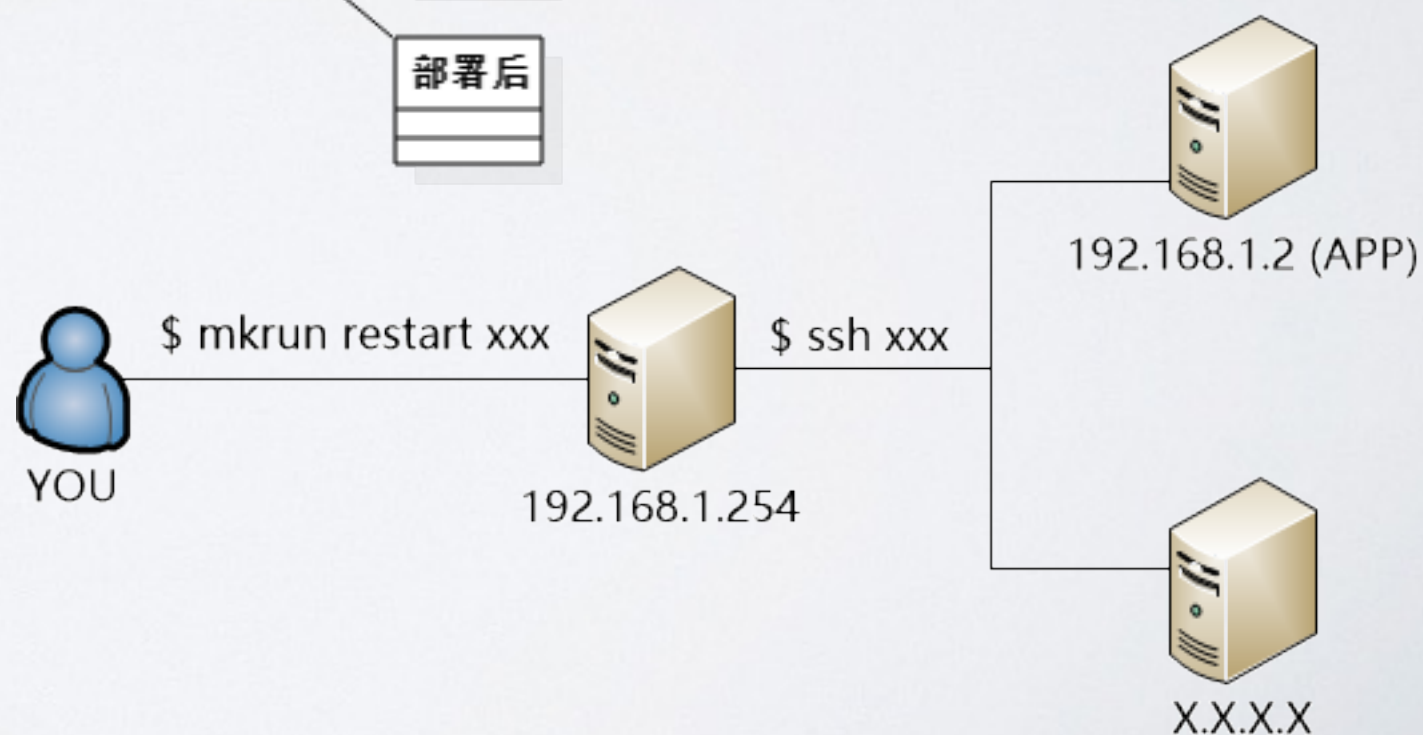 部署后
192.168.1.2 (APP)
$ mkrun restart xxx
$ ssh xxx
YOU
192.168.1.254
X.X.X.X